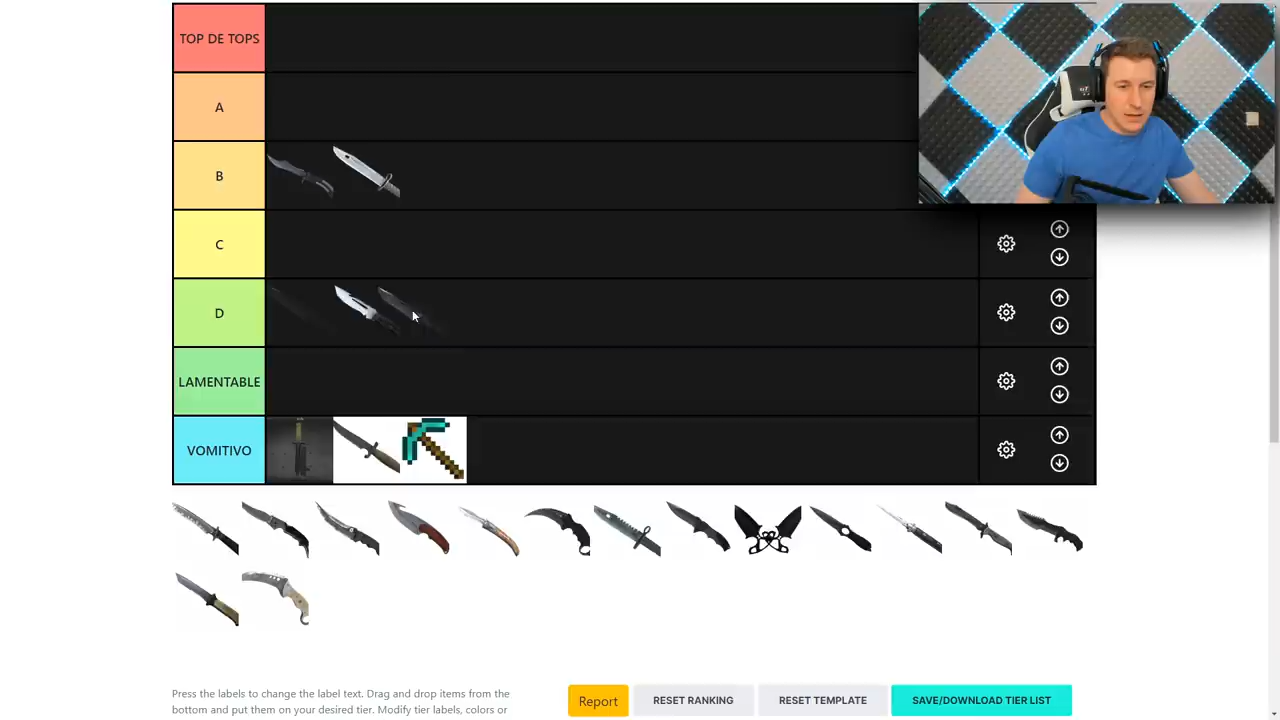 TOP DE TOPS
A
B
C
D
LAMENTABLE
VOMITIVO
Press the labels to change the label text. Drag and drop items from the
bottom and put them on your desired tier. Modify tier labels, colors or
Report
RESET RANKING
RESET TEMPLATE
SAVE/DOWNLOAD TIER LIST